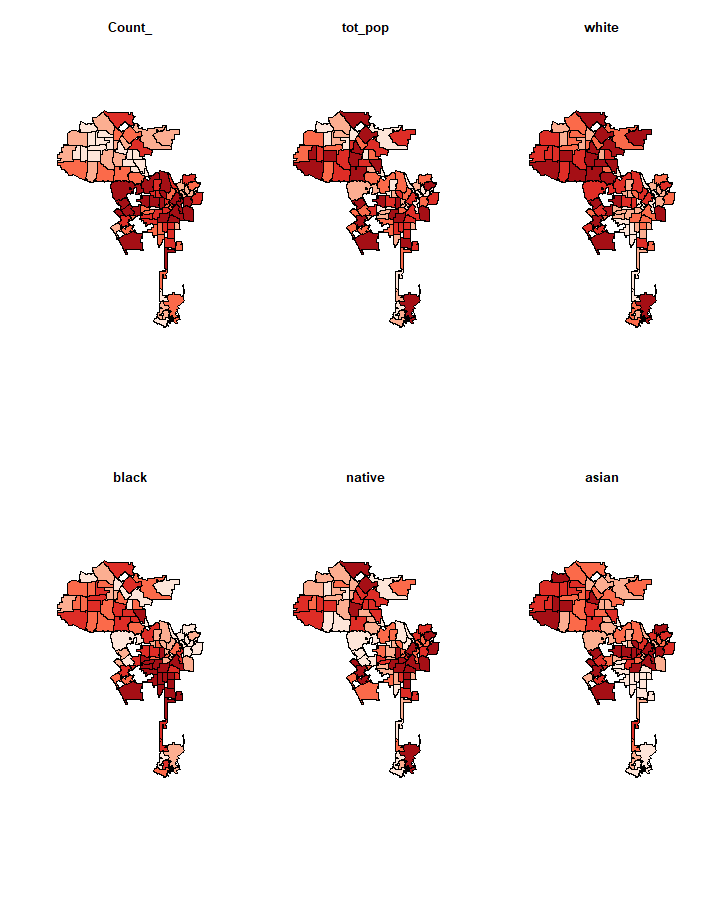 Count_
tot_pop
white
black
native
asian